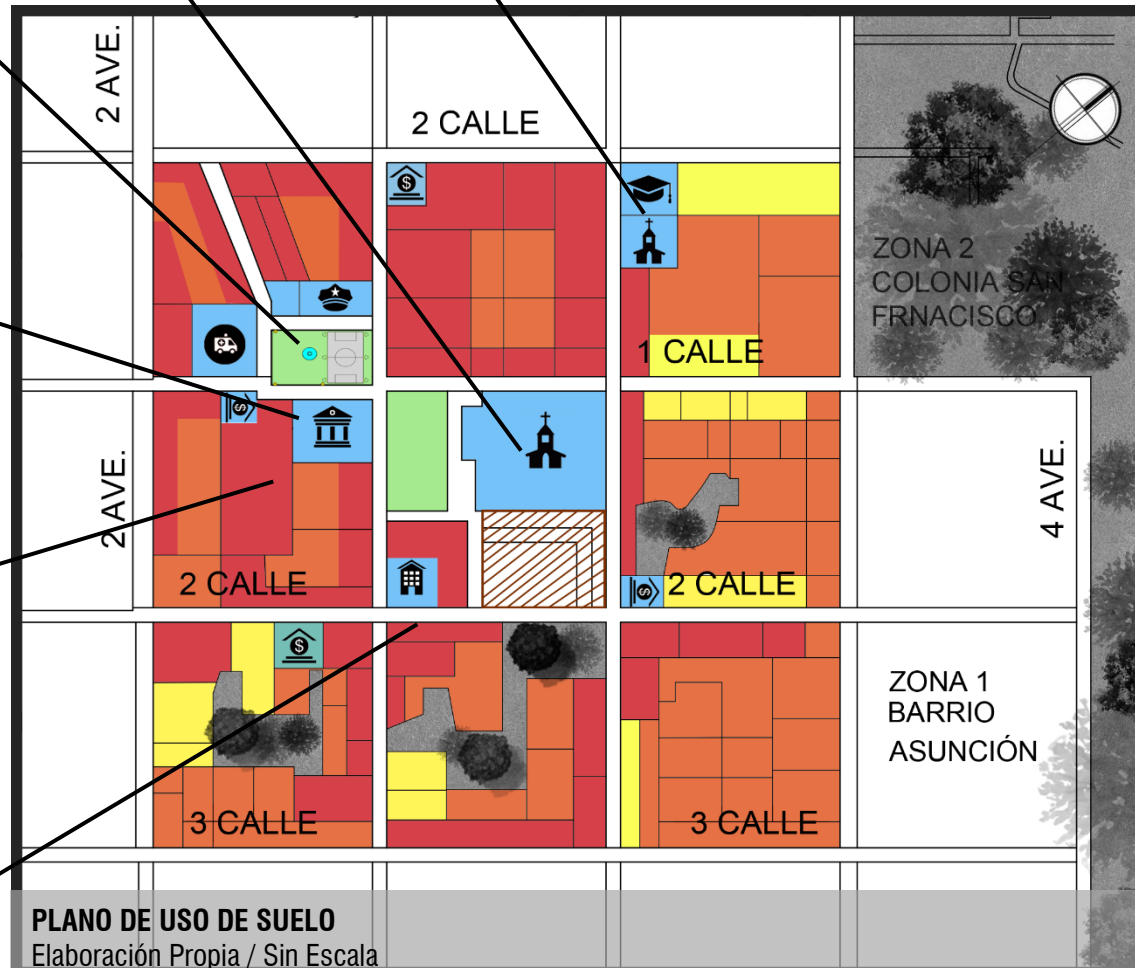 2 AVE.
2 CALLE
ZONA 2
COLONIA SAN
FRNACISCO
1 CALLE
2 AVE.
4 AVE.
2 CALLE
2 CALLE
ZONA 1
BARRIO
ASUNCIÓN
3 CALLE
3 CALLE
PLANO DE USO DE SUELO
Elaboración Propia / Sin Escala